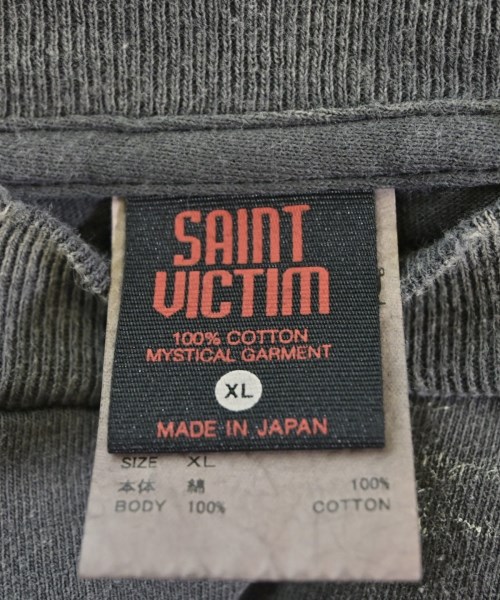 SAINT
VICTIM
100% COTTON
MYSTICAL GARMENT
XL
MADE IN JAPAN
SIZE XL
本体 綿 100%
BODY 100% COTTON